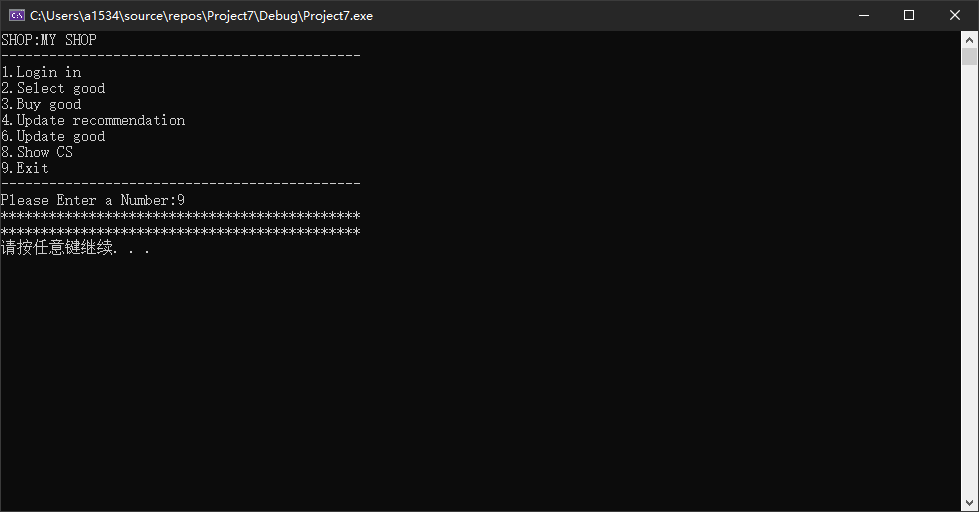 C:\Users\a1534\source\repos\Project7\Debug\Project7.exe
SHOP:MY SHOP
---------------------------------------------
1.Login in
2.Select good
3.Buy good
4.Update recommendation
6.Update good
8.Show CS
9.Exit
---------------------------------------------
Please Enter a Number:9
*********************************************
*********************************************
请按任意键继续. . .